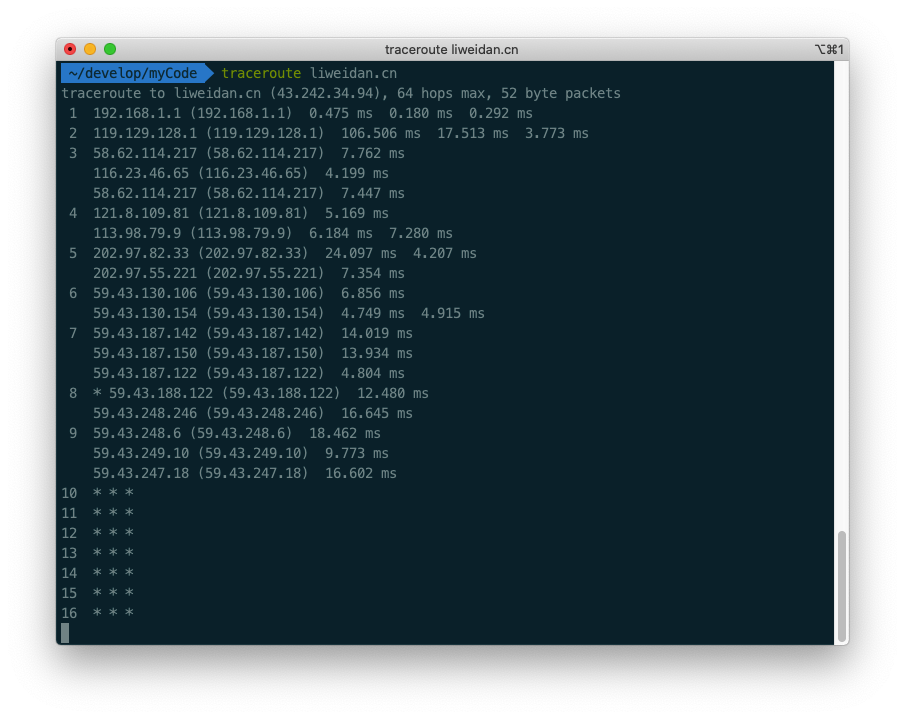 traceroute liweidan.cn
⌥⌘1
~/develop/myCode traceroute liweidan.cn
traceroute to liweidan.cn (43.242.34.94), 64 hops max, 52 byte packets
 1  192.168.1.1 (192.168.1.1)  0.475 ms  0.180 ms  0.292 ms
 2  119.129.128.1 (119.129.128.1)  106.506 ms  17.513 ms  3.773 ms
 3  58.62.114.217 (58.62.114.217)  7.762 ms
    116.23.46.65 (116.23.46.65)  4.199 ms
    58.62.114.217 (58.62.114.217)  7.447 ms
 4  121.8.109.81 (121.8.109.81)  5.169 ms
    113.98.79.9 (113.98.79.9)  6.184 ms  7.280 ms
 5  202.97.82.33 (202.97.82.33)  24.097 ms  4.207 ms
    202.97.55.221 (202.97.55.221)  7.354 ms
 6  59.43.130.106 (59.43.130.106)  6.856 ms
    59.43.130.154 (59.43.130.154)  4.749 ms  4.915 ms
 7  59.43.187.142 (59.43.187.142)  14.019 ms
    59.43.187.150 (59.43.187.150)  13.934 ms
    59.43.187.122 (59.43.187.122)  4.804 ms
 8  * 59.43.188.122 (59.43.188.122)  12.480 ms
    59.43.248.246 (59.43.248.246)  16.645 ms
 9  59.43.248.6 (59.43.248.6)  18.462 ms
    59.43.249.10 (59.43.249.10)  9.773 ms
    59.43.247.18 (59.43.247.18)  16.602 ms
10  * * *
11  * * *
12  * * *
13  * * *
14  * * *
15  * * *
16  * * *